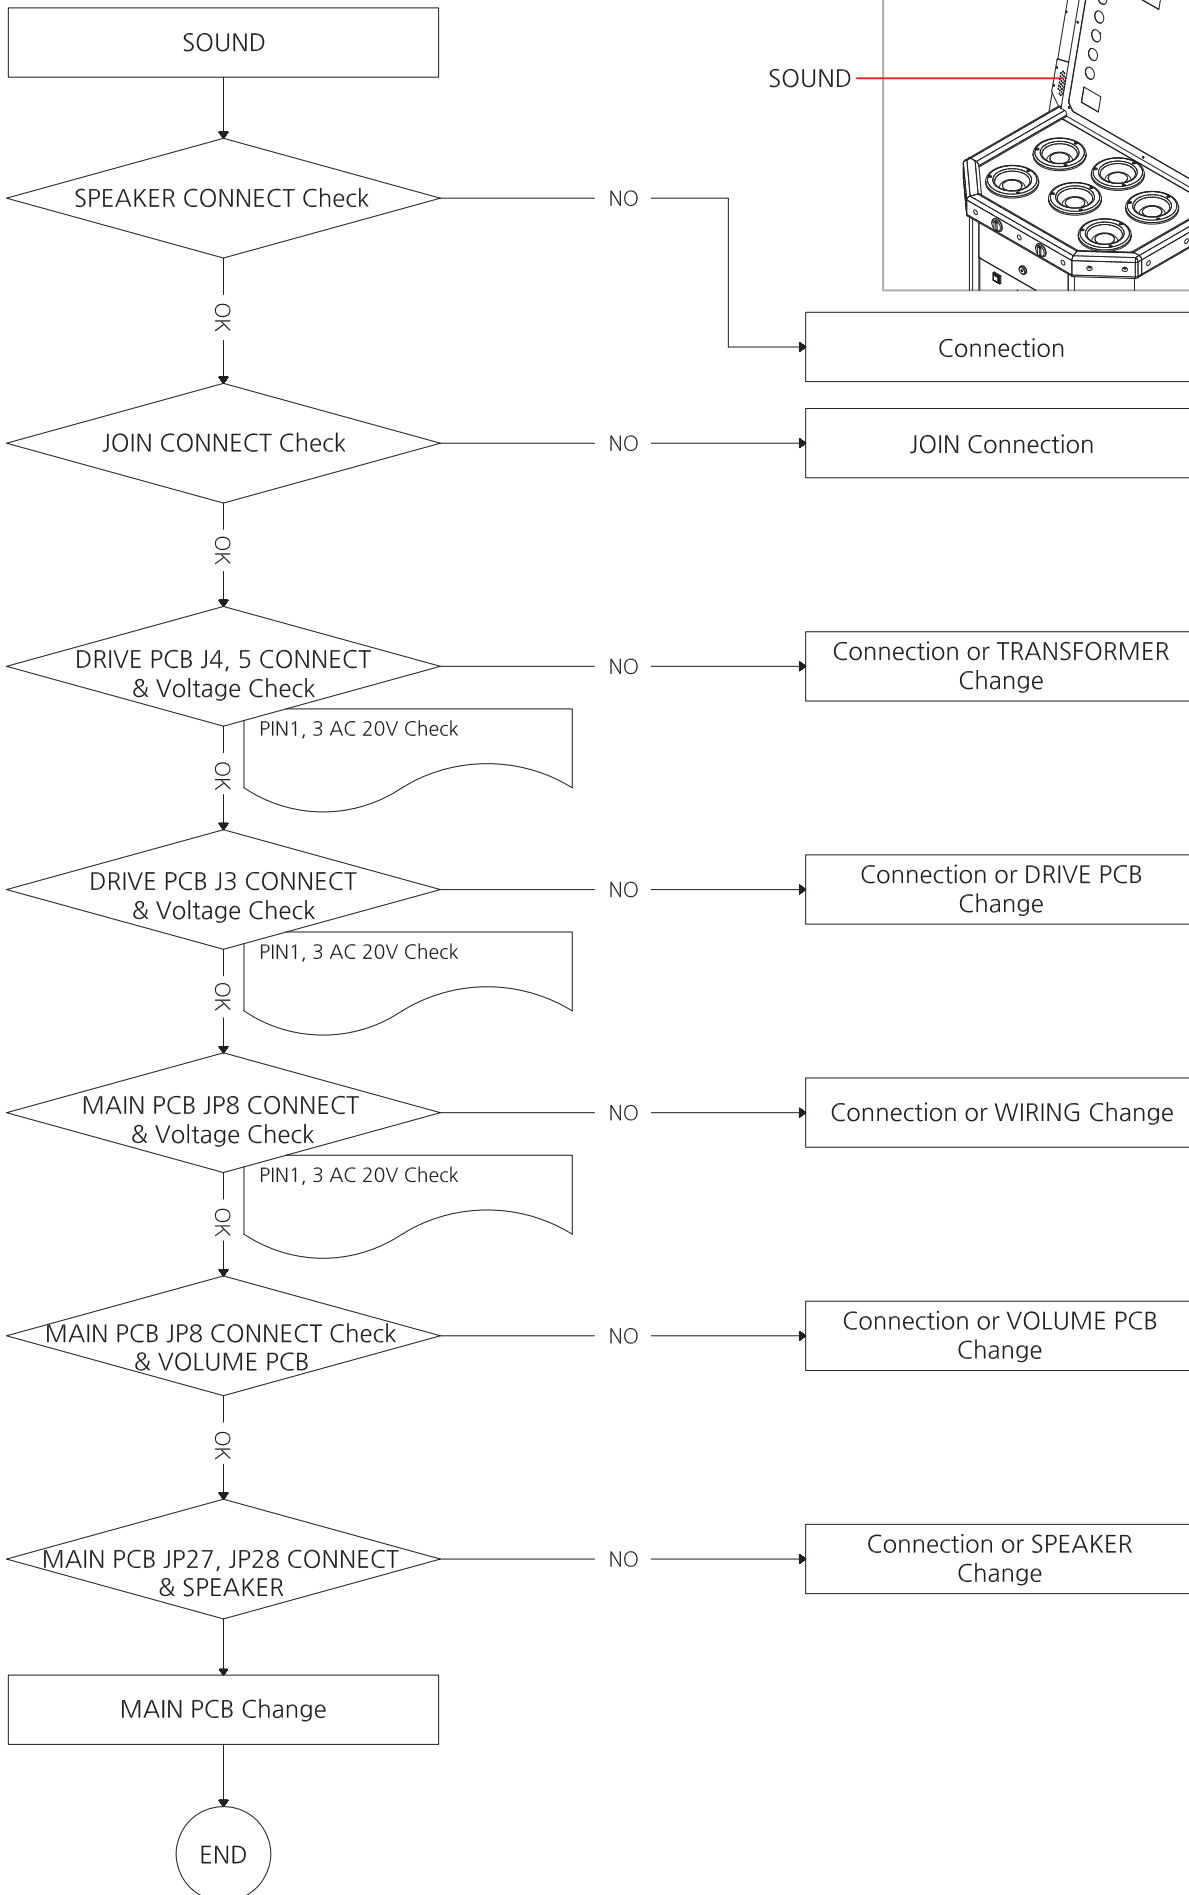 SOUND
SOUND
SPEAKER CONNECT Check
NO
OK
Connection
JOIN CONNECT Check
NO
JOIN Connection
OK
DRIVE PCB J4, 5 CONNECT
& Voltage Check
NO
Connection or TRANSFORMER
Change
PIN1, 3 AC 20V Check
OK
DRIVE PCB J3 CONNECT
& Voltage Check
NO
Connection or DRIVE PCB
Change
PIN1, 3 AC 20V Check
OK
MAIN PCB JP8 CONNECT
& Voltage Check
NO
Connection or WIRING Change
PIN1, 3 AC 20V Check
OK
MAIN PCB JP8 CONNECT Check
& VOLUME PCB
NO
Connection or VOLUME PCB
Change
OK
MAIN PCB JP27, JP28 CONNECT
& SPEAKER
NO
Connection or SPEAKER
Change
MAIN PCB Change
END